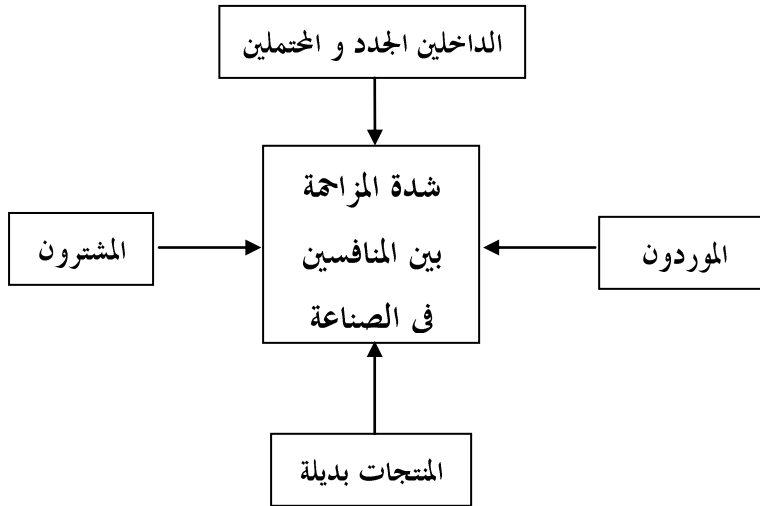 الداخلين الجدد و المحتملين
شدة المزاحمة
بين المنافسين
فى الصناعة
الموردون
المشترون
المنتجات بديلة